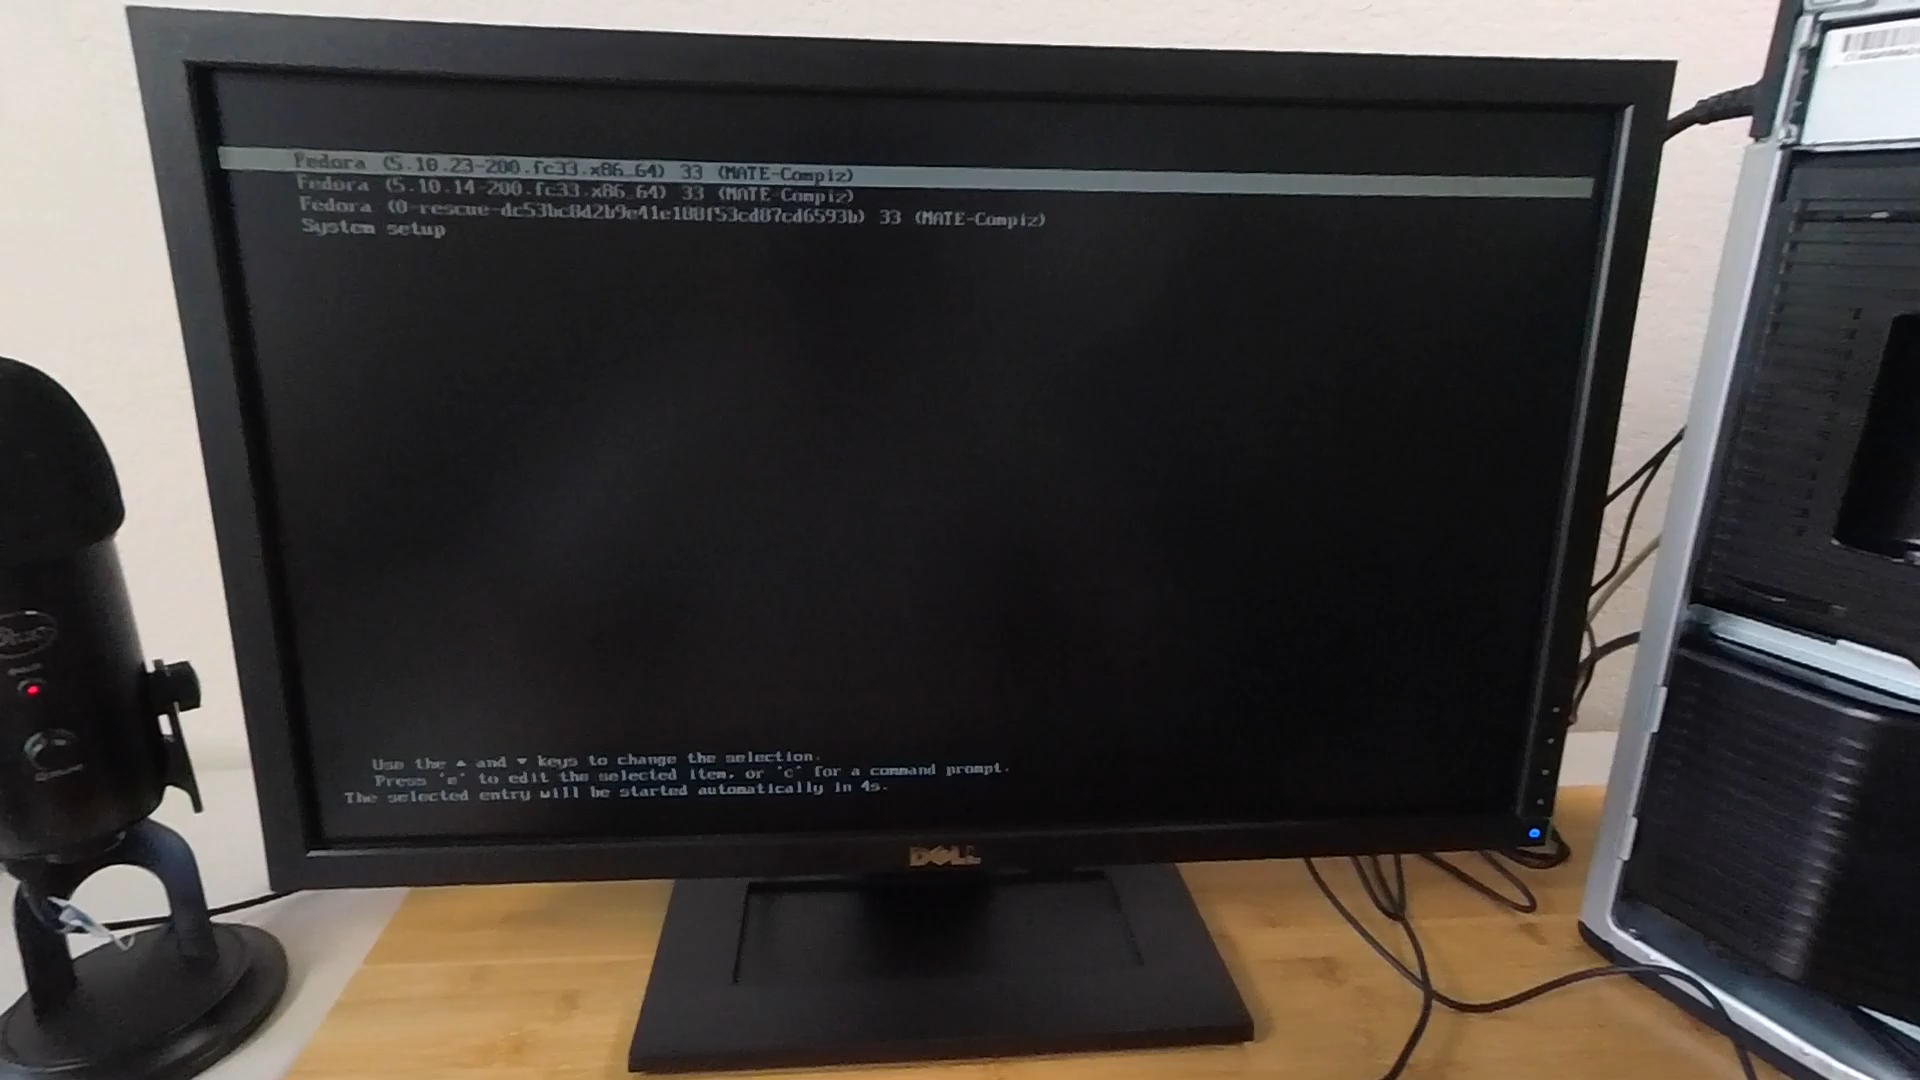 Fedora (5.10.23-200.fc33.x86_64) 33 (MATE-Compiz)
Fedora (5.10.14-200.fc33.x86_64) 33 (MATE-Compiz)
Fedora (0-rescue-dc53bc8d2b9e41e188f53cd87cd6593b) 33 (MATE-Compiz)
System setup
Use the ▲ and ▼ keys to change the selection.
Press 'e' to edit the selected item, or 'c' for a command prompt.
The selected entry will be started automatically in 4s.
DELL
Blue